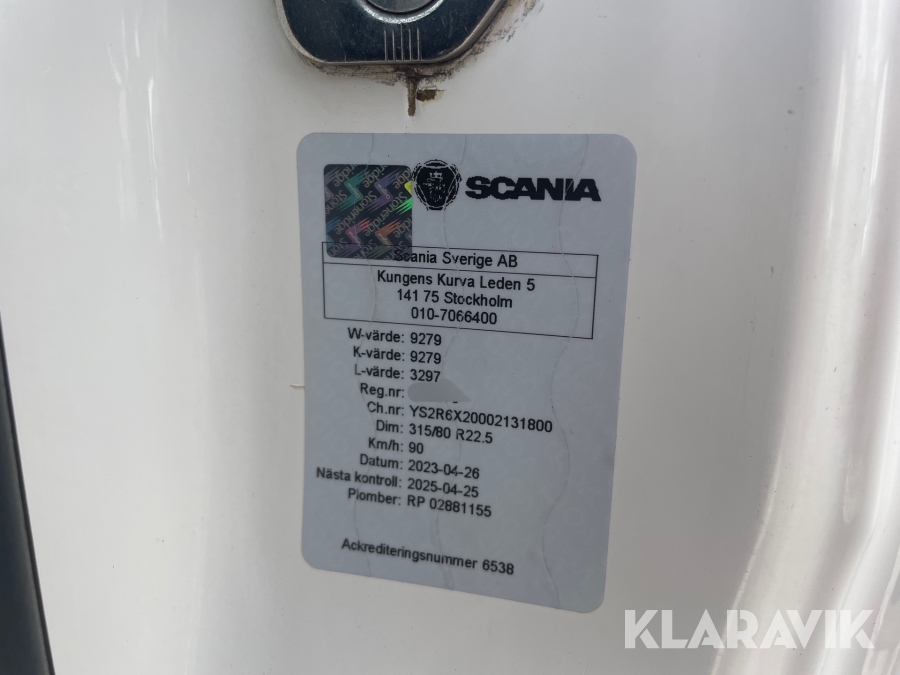 SCANIA
Stoneridge
Scania Sverige AB
Kungens Kurva Leden 5
141 75 Stockholm
010-7066400
W-värde: 9279
K-värde: 9279
L-värde: 3297
Reg.nr:
Ch.nr: YS2R6X20002131800
Dim: 315/80 R22.5
Km/h: 90
Datum: 2023-04-26
Nästa kontroll: 2025-04-25
Plomber: RP 02881155
Ackrediteringsnummer 6538
KLARAVIK